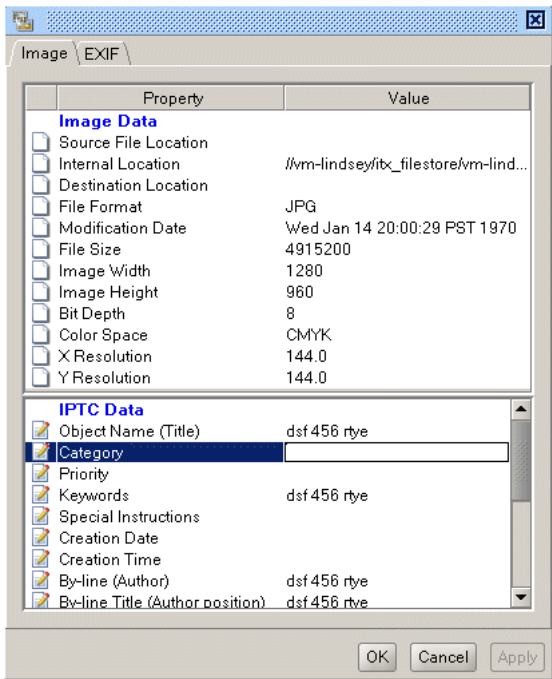 Image EXIF
Property Value
Image Data
Source File Location
Internal Location //vm-lindsey/itx_filestore/vm-lind...
Destination Location
File Format JPG
Modification Date Wed Jan 14 20:00:29 PST 1970
File Size 4915200
Image Width 1280
Image Height 960
Bit Depth 8
Color Space CMYK
X Resolution 144.0
Y Resolution 144.0
IPTC Data
Object Name (Title) dsf 456 rtye
Category
Priority
Keywords dsf 456 rtye
Special Instructions
Creation Date
Creation Time
By-line (Author) dsf 456 rtye
By-line Title (Author position) dsf 456 rtye
OK Cancel Apply